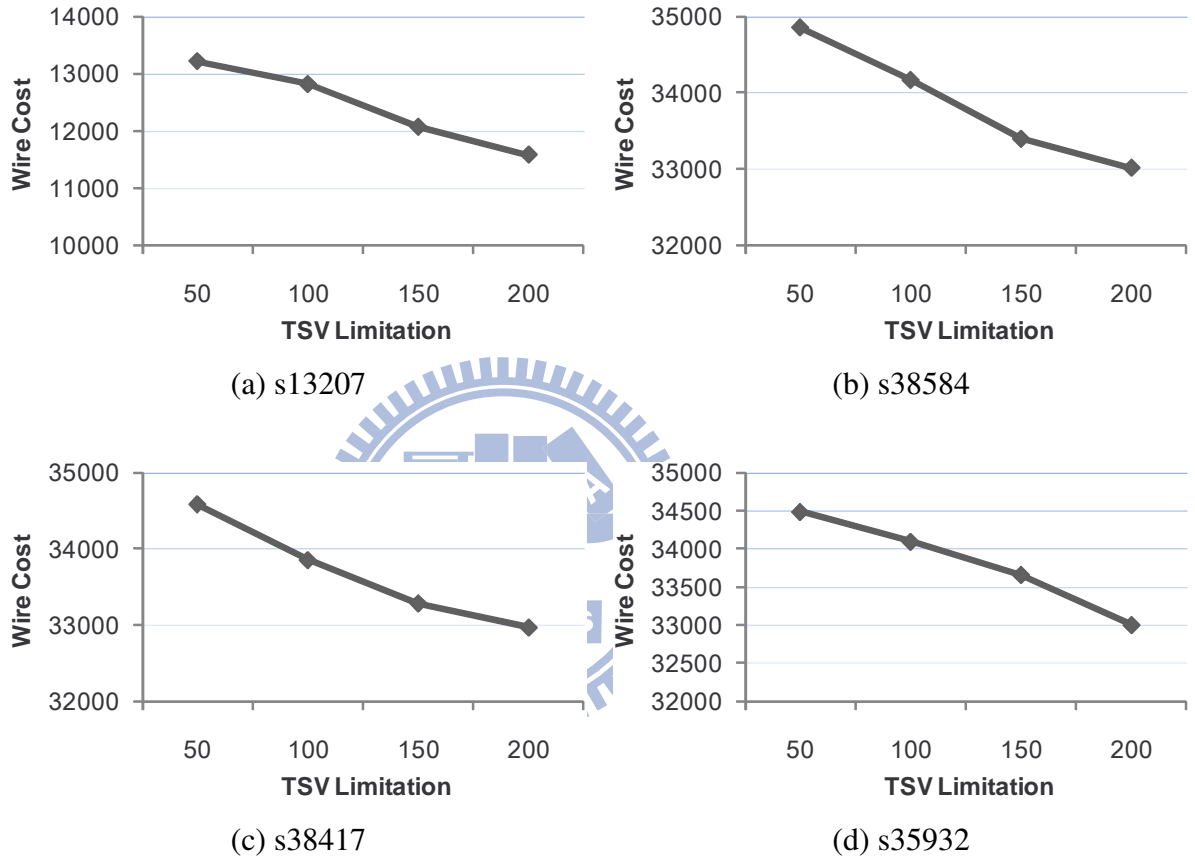 14000
13000
12000
11000
10000
Wire Cost
50 100 150 200
TSV Limitation
(a) s13207
35000
34000
33000
32000
Wire Cost
50 100 150 200
TSV Limitation
(b) s38584
35000
34000
33000
32000
Wire Cost
50 100 150 200
TSV Limitation
(c) s38417
35000
34500
34000
33500
33000
32500
32000
Wire Cost
50 100 150 200
TSV Limitation
(d) s35932